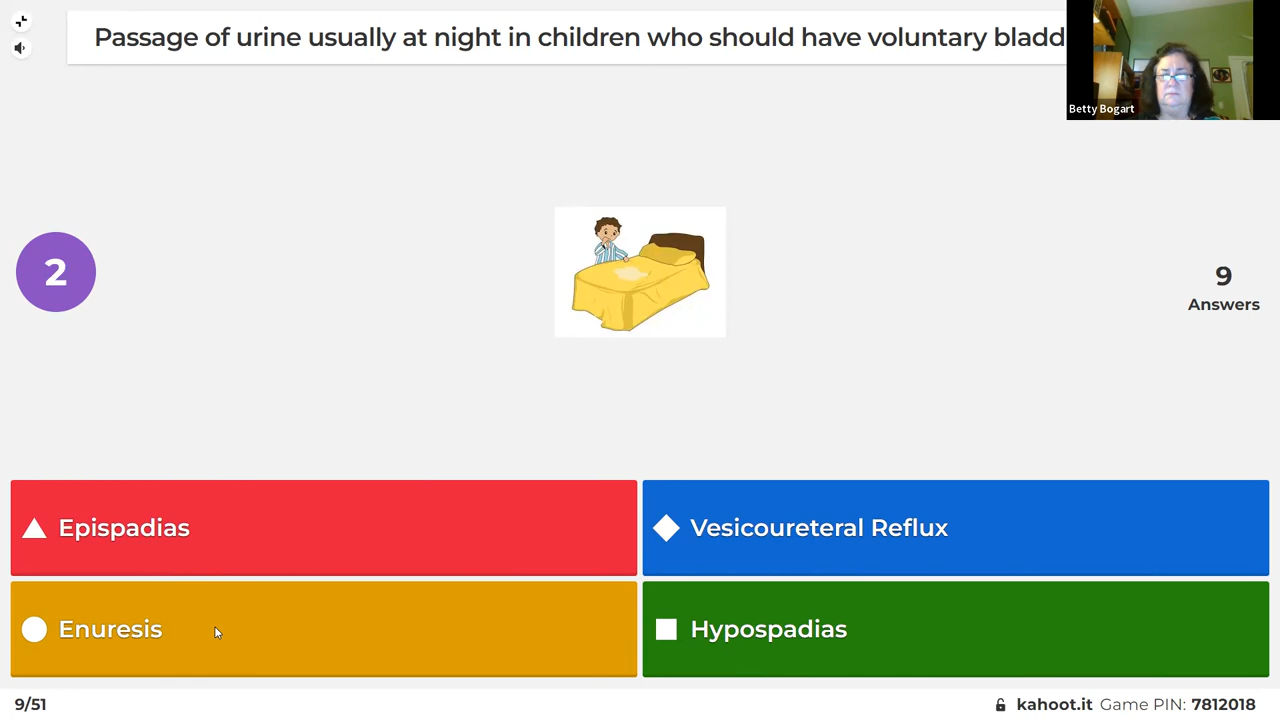 Passage of urine usually at night in children who should have voluntary bladd
Betty Bogart
2
9
Answers
Epispadias
Vesicoureteral Reflux
Enuresis
Hypospadias
9/51
kahoot.it Game PIN: 7812018